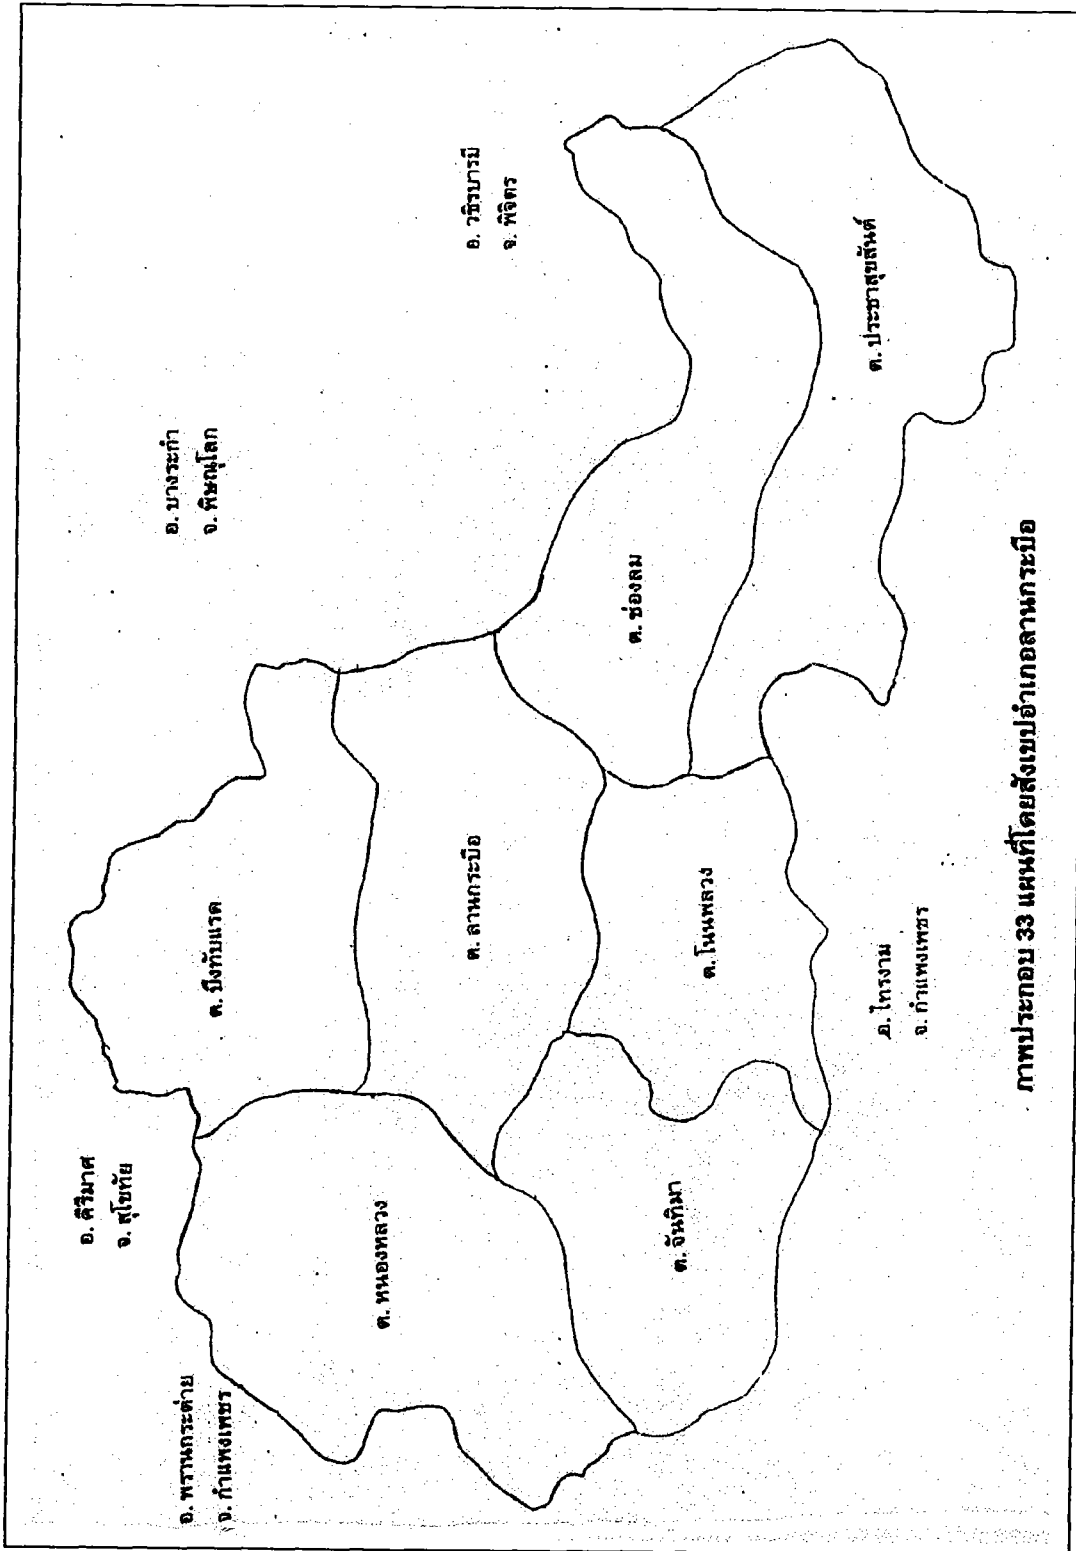 อ. พรานกระต่าย
จ. กำแพงเพชร
อ. คีรีมาศ
จ. สุโขทัย
อ. บางระกำ
จ. พิษณุโลก
อ. วชิรบารมี
จ. พิจิตร
ต. หนองหลวง
ต. บึงทับแรต
ต. ลานกระบือ
ต. ช่องลม
ต. จันทิมา
ต. โนนพลวง
ต. ประชาสุขสันต์
อ. ไทรงาม
จ. กำแพงเพชร
ภาพประกอบ 33 แผนที่โดยสังเขปอำเภอลานกระบือ